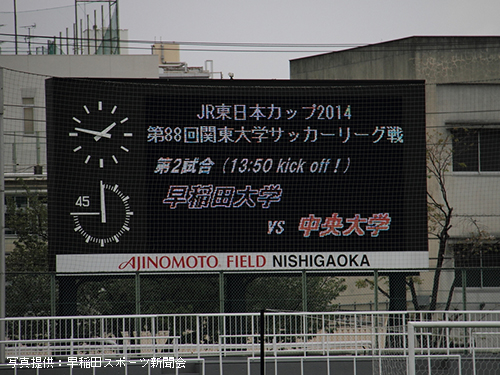 JR東日本カップ2014
第88回関東大学サッカーリーグ戦
第2試合（13:50 kick off！）
早稲田大学
vs 中央大学
45
AJINOMOTO FIELD NISHIGAOKA
写真提供：早稲田スポーツ新聞会